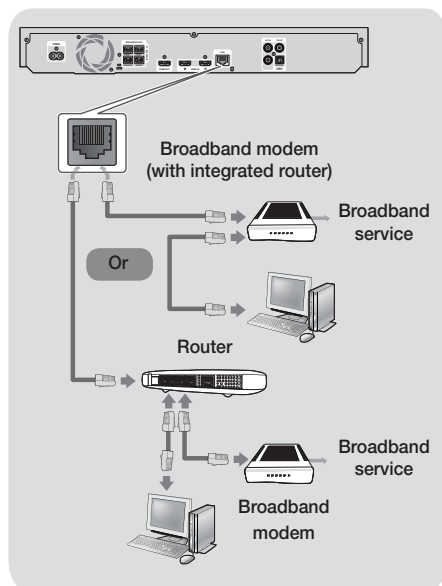 Broadband modem
(with integrated router)
Broadband
service
Or
Router
Broadband
service
Broadband
modem